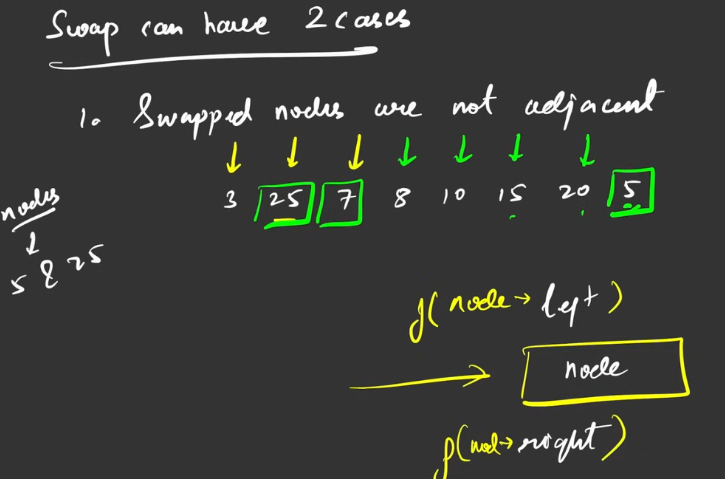 Swap can have 2 cases
1. Swapped nodes are not adjacent
3 25 7 8 10 15 20 5
nodes
5 & 25
f(node→left)
node
f(nod→right)